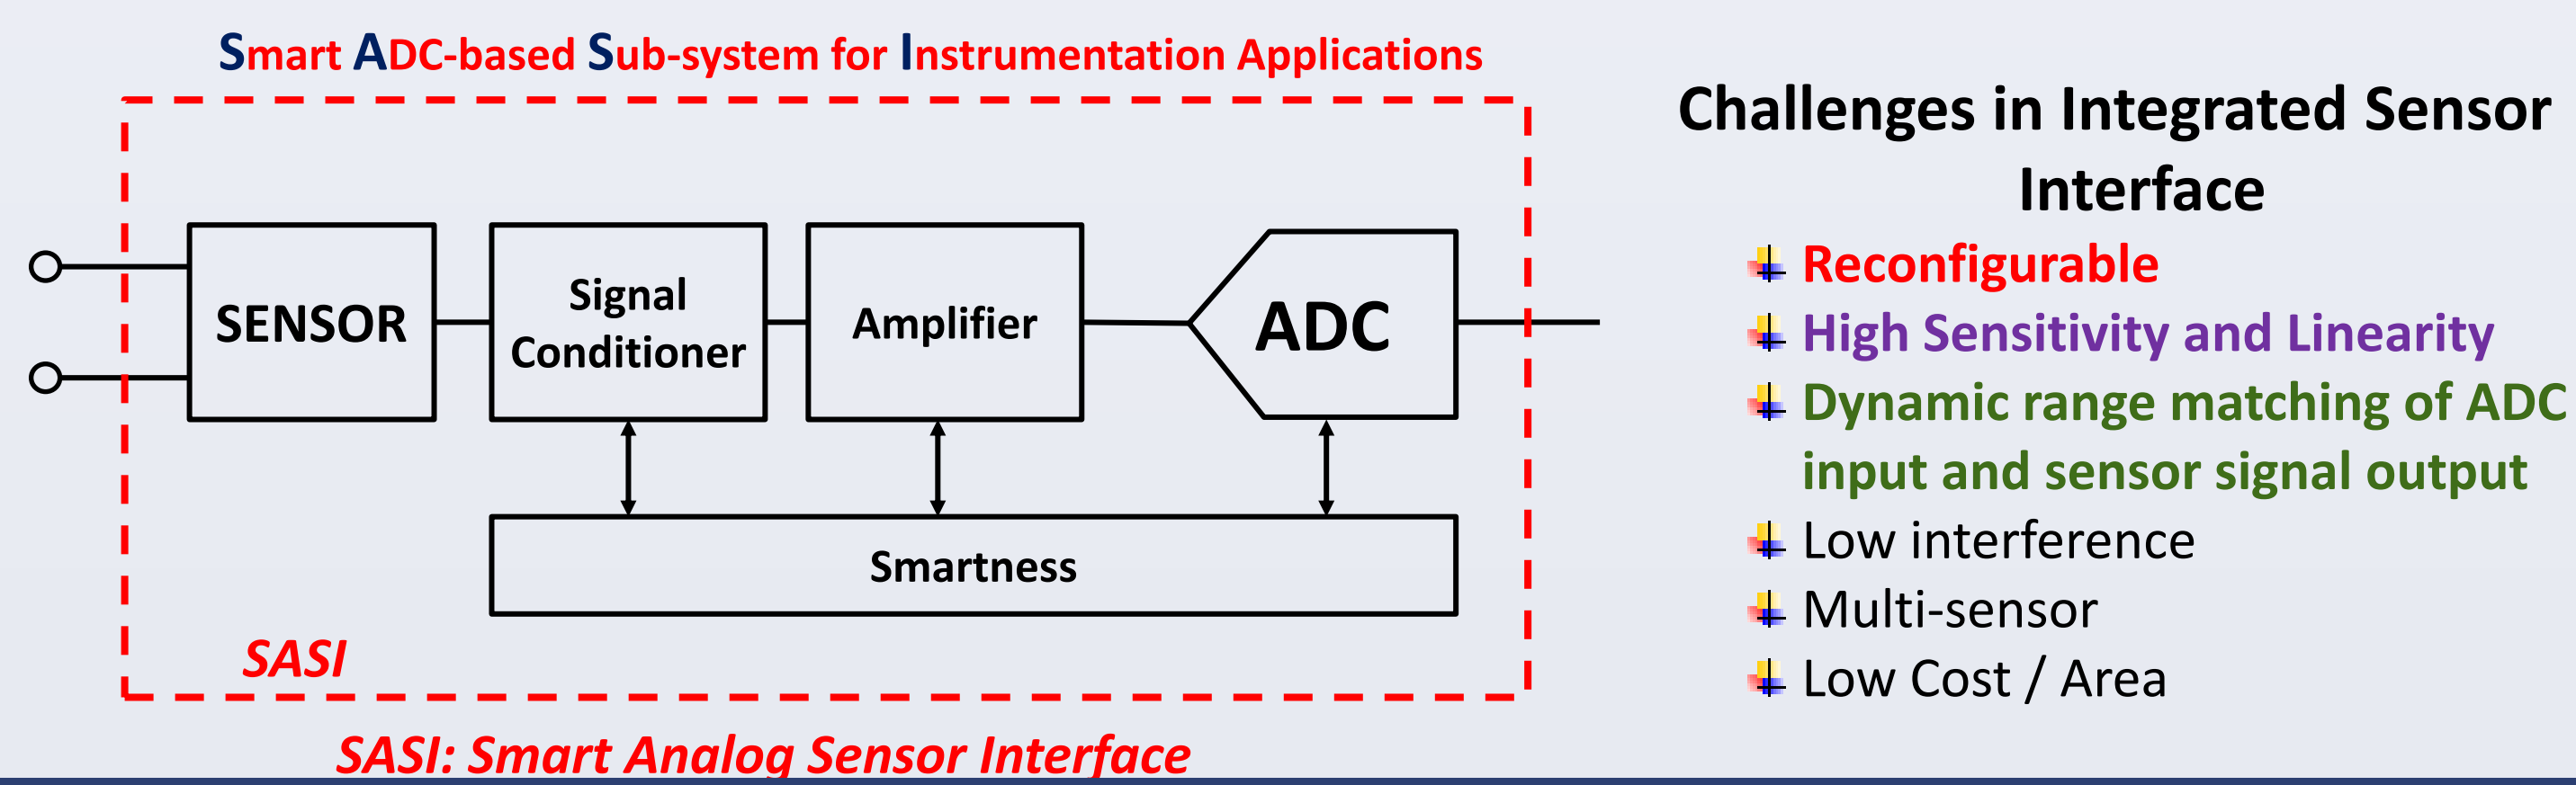 Smart ADC-based Sub-system for Instrumentation Applications
SENSOR
Signal
Conditioner
Amplifier
ADC
Smartness
SASI
SASI: Smart Analog Sensor Interface
Challenges in Integrated Sensor
Interface
Reconfigurable
High Sensitivity and Linearity
Dynamic range matching of ADC
input and sensor signal output
Low interference
Multi-sensor
Low Cost / Area